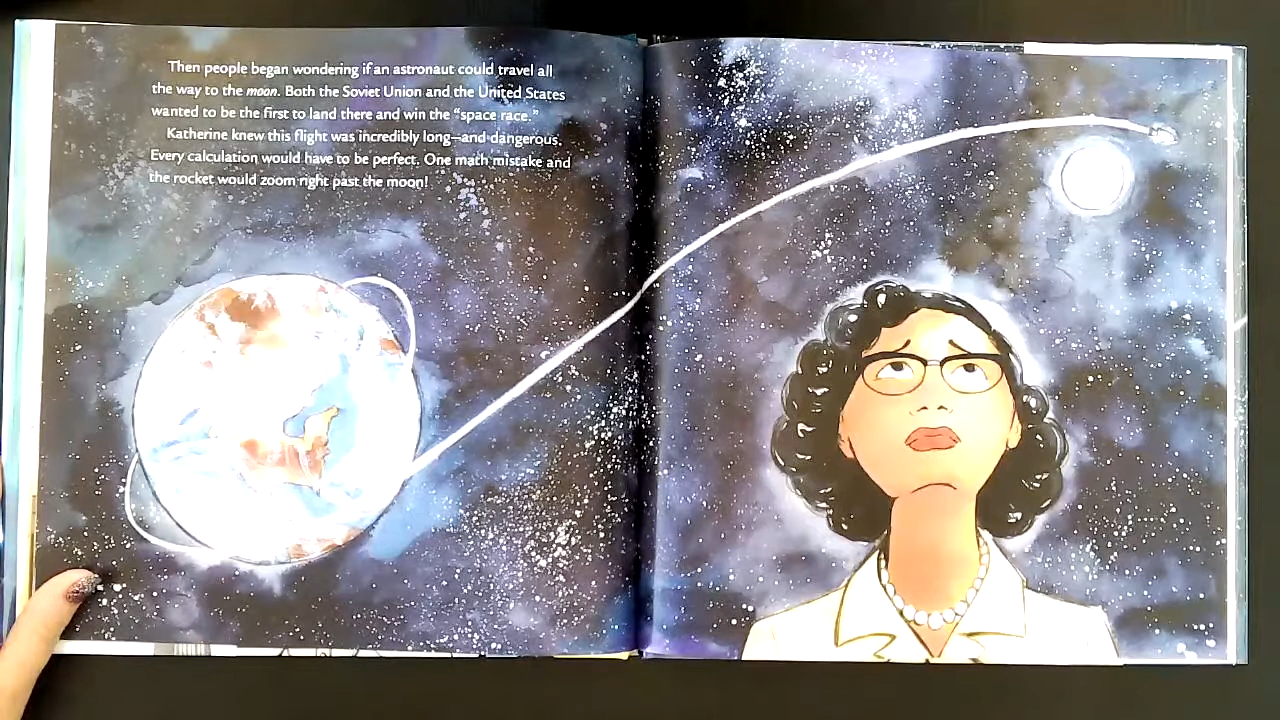 Then people began wondering if an astronaut could travel all
the way to the moon. Both the Soviet Union and the United States
wanted to be the first to land there and win the “space race.”
Katherine knew this flight was incredibly long—and dangerous.
Every calculation would have to be perfect. One math mistake and
the rocket would zoom right past the moon!